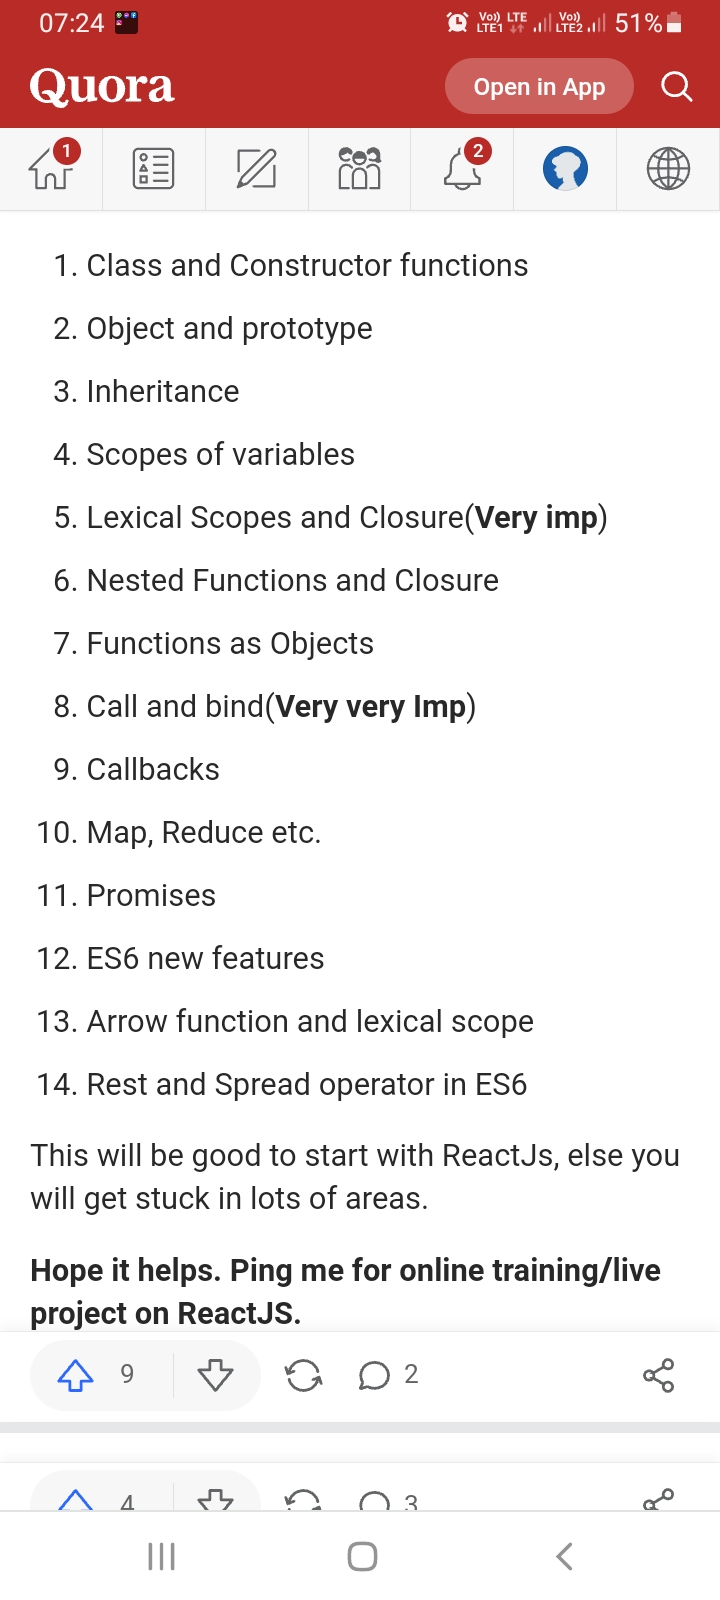 07:24
Vo)) LTE
LTE1
Vo))
LTE2
51%
Quora
Open in App
1
2
1. Class and Constructor functions
2. Object and prototype
3. Inheritance
4. Scopes of variables
5. Lexical Scopes and Closure(Very imp)
6. Nested Functions and Closure
7. Functions as Objects
8. Call and bind(Very very Imp)
9. Callbacks
10. Map, Reduce etc.
11. Promises
12. ES6 new features
13. Arrow function and lexical scope
14. Rest and Spread operator in ES6
This will be good to start with ReactJs, else you
will get stuck in lots of areas.
Hope it helps. Ping me for online training/live
project on ReactJS.
9
2
4
3